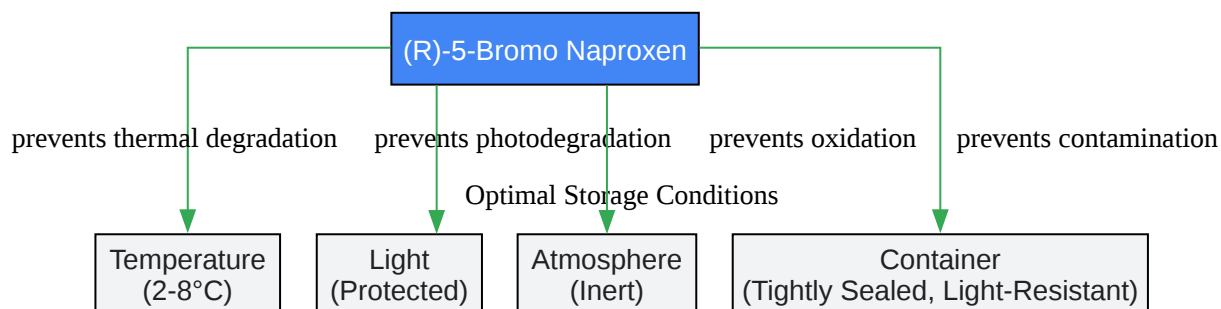 (R)-5-Bromo Naproxen
prevents thermal degradation
prevents photodegradation
prevents oxidation
prevents contamination
Optimal Storage Conditions
Temperature
(2-8°C)
Light
(Protected)
Atmosphere
(Inert)
Container
(Tightly Sealed, Light-Resistant)